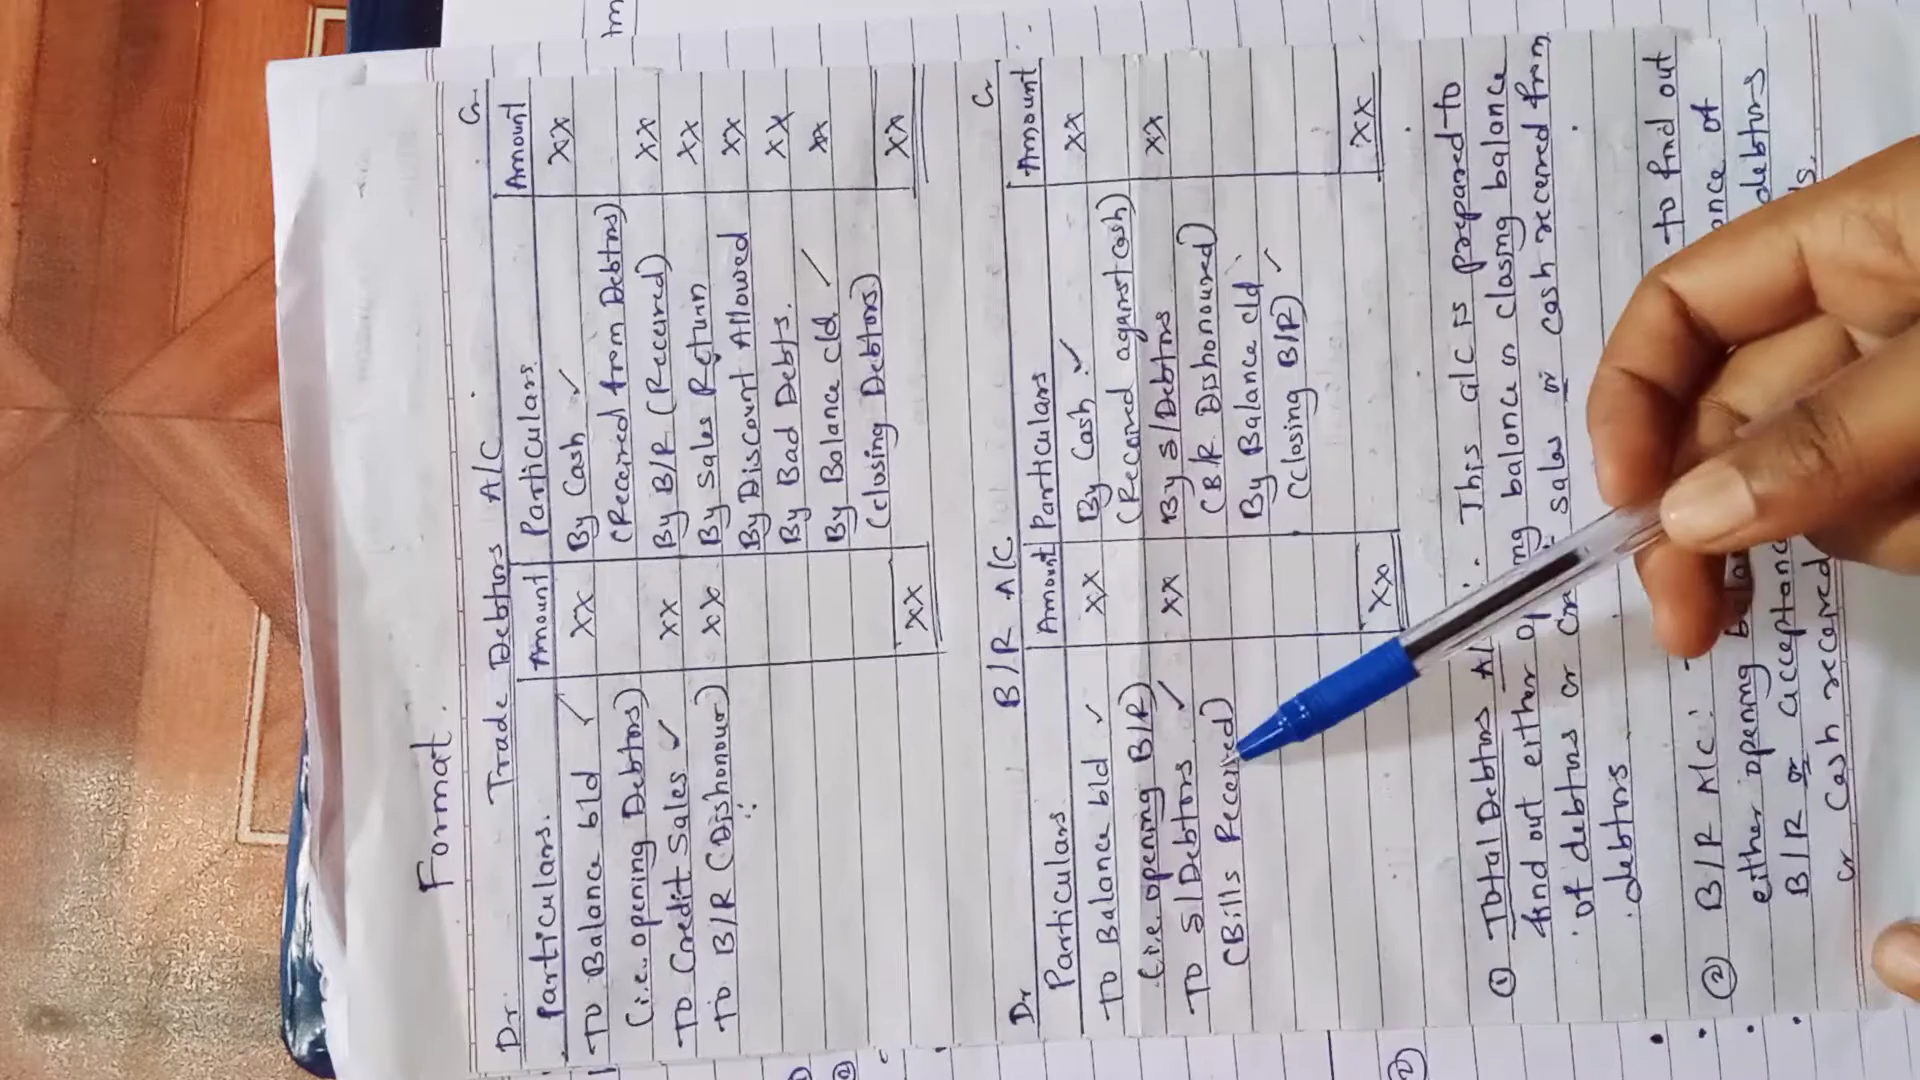 Format.
Dr. Trade Debtors A/C Cr.
Particulars. Amount Particulars. Amount
To Balance b/d ✓ xx By Cash ✓ xx
(i.e. opening Debtors) (Received from Debtors)
To Credit Sales ✓ xx By B/R (Received) xx
To B/R (Dishonour) xx By Sales Return xx
By Discount Allowed xx
By Bad Debts. xx
By Balance c/d ✓ xx
(closing Debtors)
xx xx
B/R A/C
Dr Cr
Particulars. Amount Particulars Amount
To Balance b/d ✓ xx By Cash ✓ xx
(i.e. opening B/R) (Received against cash)
To S/Debtors ✓ xx By S/Debtors xx
(Bills Received) (B/R Dishonoured)
By Balance c/d
(closing B/R) ✓
xx xx
① Total Debtors This a/c is prepared to
find out either balance or closing balance
of debtors or sales or cash received from
debtors
② B/R A/C: to find out
either opening of
B/R or acceptance debtors
or Cash received